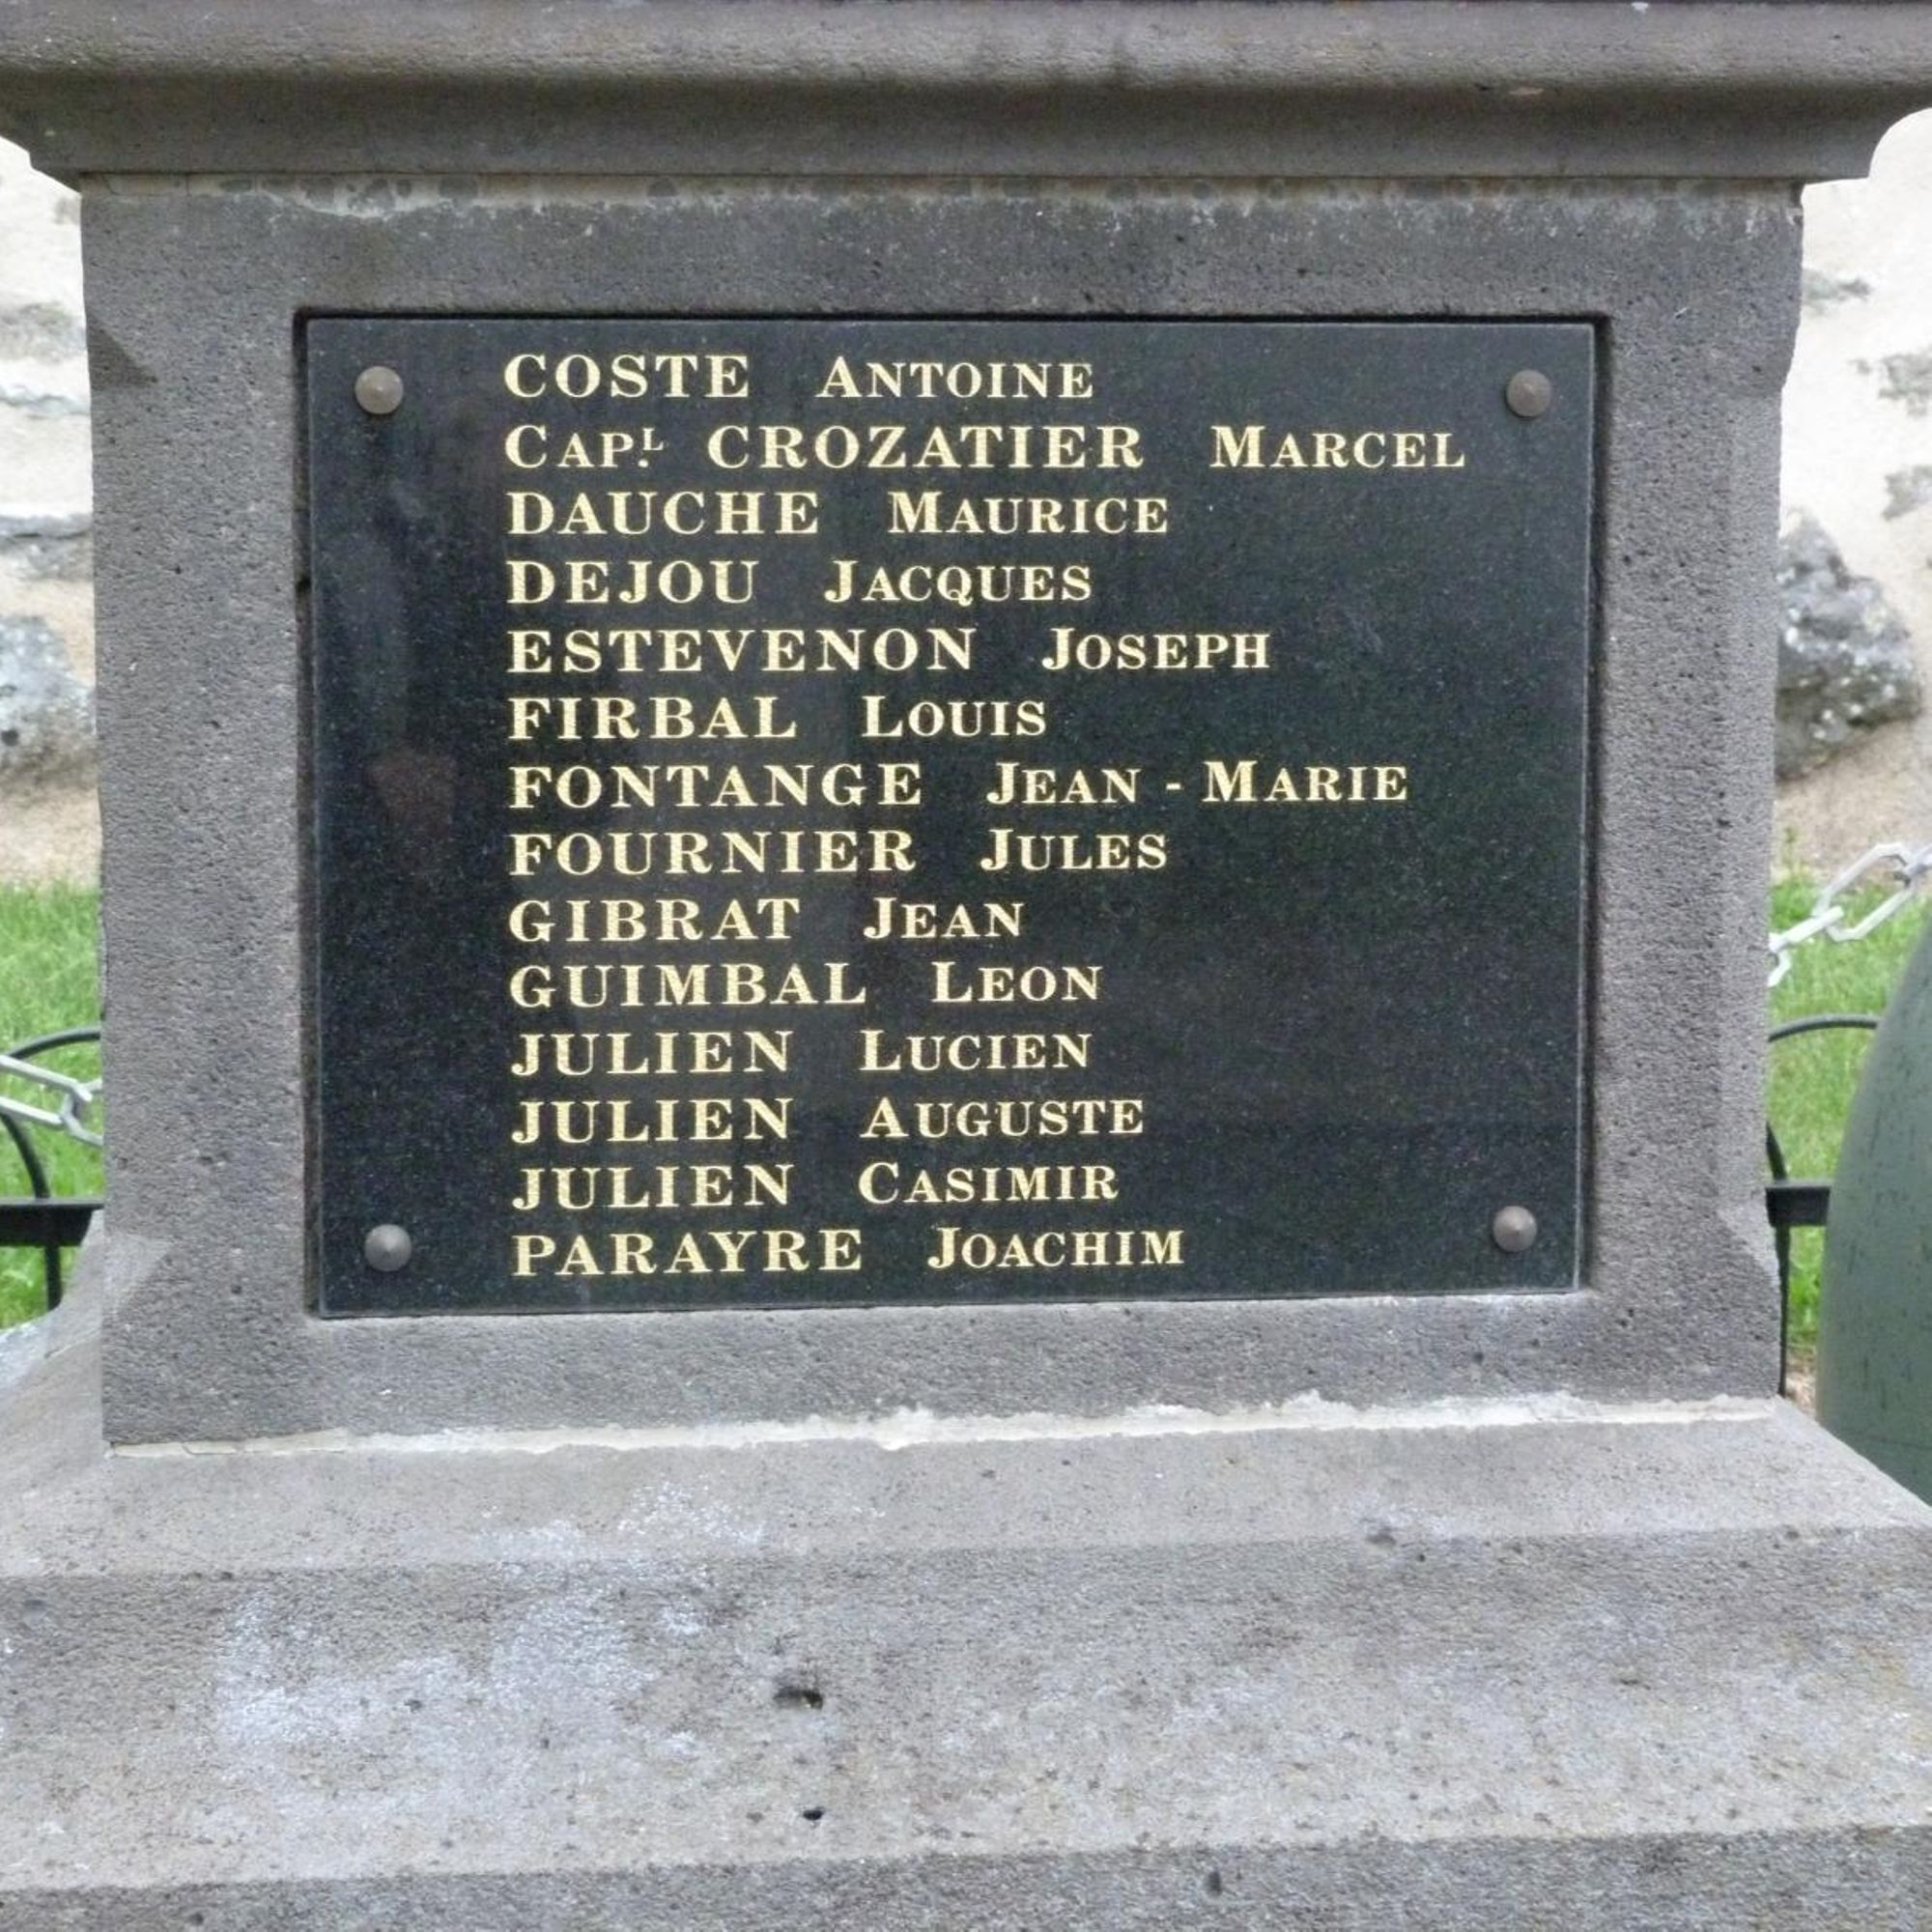 COSTE ANTOINE
CAP.L CROZATIER MARCEL
DAUCHE MAURICE
DEJOU JACQUES
ESTEVENON JOSEPH
FIRBAL LOUIS
FONTANGE JEAN - MARIE
FOURNIER JULES
GIBRAT JEAN
GUIMBAL LEON
JULIEN LUCIEN
JULIEN AUGUSTE
JULIEN CASIMIR
PARAYRE JOACHIM